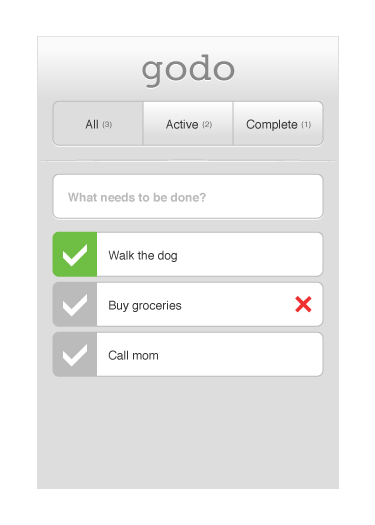 godo
All (3) Active (2) Complete (1)
What needs to be done?
Walk the dog
Buy groceries
Call mom